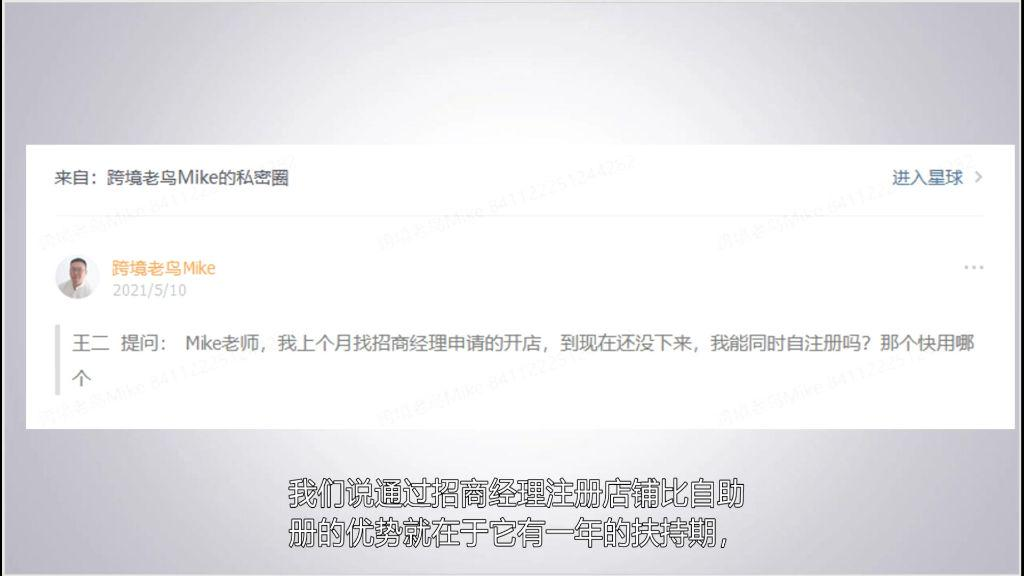 来自：跨境老鸟Mike的私密圈
进入星球 >
跨境老鸟Mike
2021/5/10
王二 提问： Mike老师，我上个月找招商经理申请的开店，到现在还没下来，我能同时自注册吗？那个快用哪
个
我们说通过招商经理注册店铺比自助
册的优势就在于它有一年的扶持期，